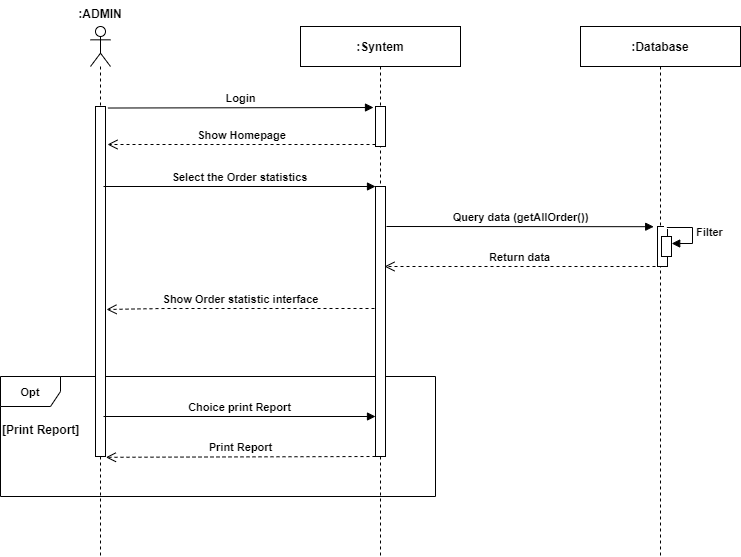 :ADMIN
:Syntem
:Database
Login
Show Homepage
Select the Order statistics
Query data (getAllOrder())
Filter
Return data
Show Order statistic interface
Opt
Choice print Report
[Print Report]
Print Report